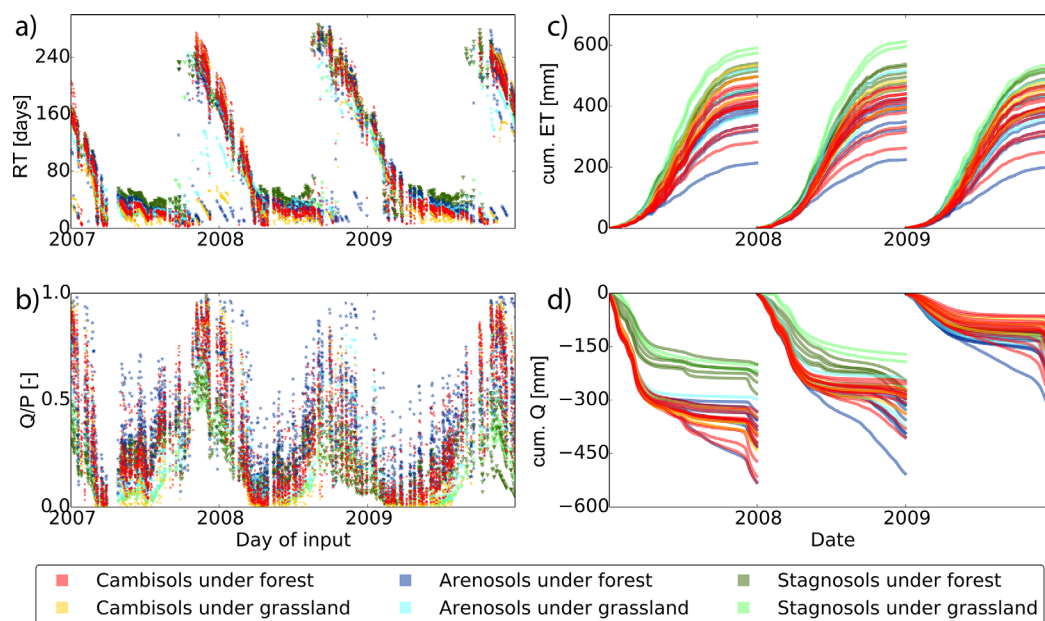 a)
RT [days]
240
160
80
0
2007
2008
2009
c)
cum. ET [mm]
600
400
200
0
2008
2009
b)
Q/P [-]
1.0
0.5
0.0
2007
2008
2009
Day of input
d)
cum. Q [mm]
0
−150
−300
−450
−600
2008
2009
Date
Cambisols under forest
Arenosols under forest
Stagnosols under forest
Cambisols under grassland
Arenosols under grassland
Stagnosols under grassland